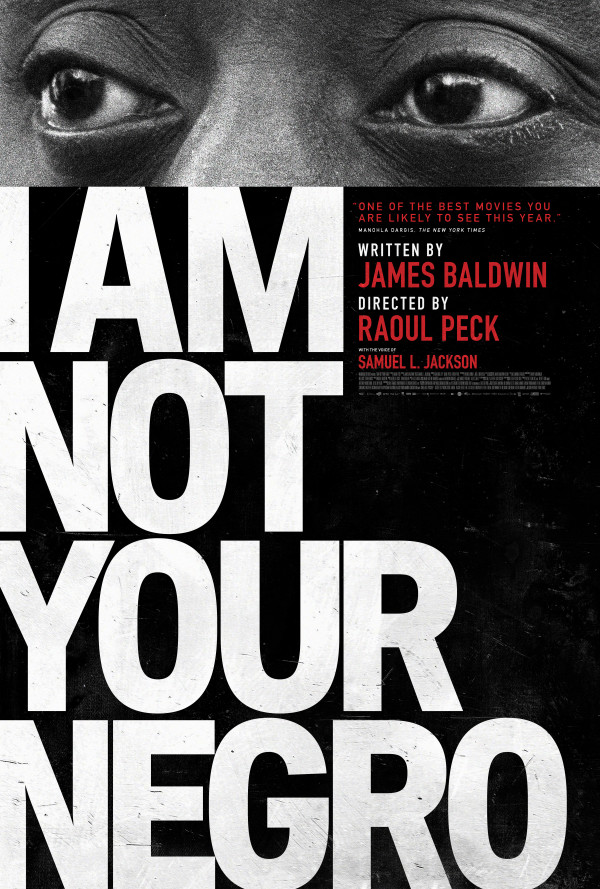 "ONE OF THE BEST MOVIES YOU
ARE LIKELY TO SEE THIS YEAR."
MANOHLA DARGIS, THE NEW YORK TIMES
WRITTEN BY
JAMES BALDWIN
DIRECTED BY
RAOUL PECK
WITH THE VOICE OF
SAMUEL L. JACKSON
I AM
NOT
YOUR
NEGRO